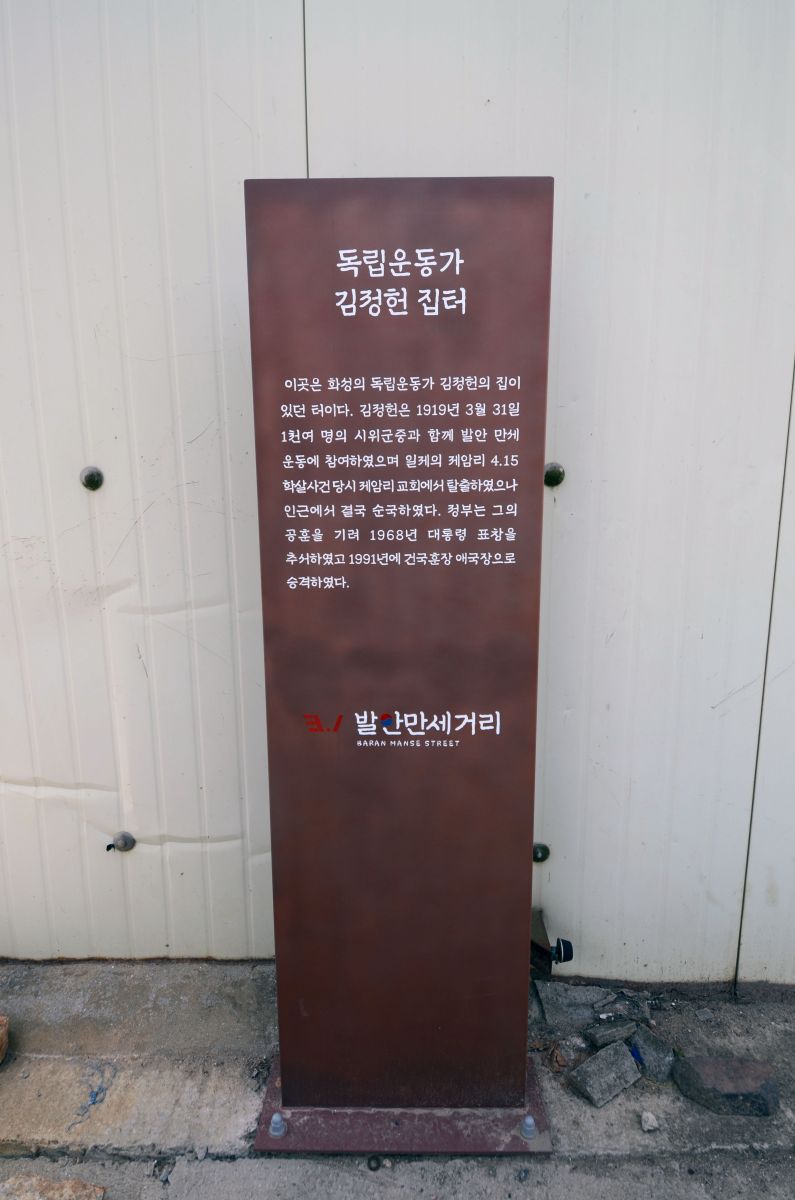 독립운동가
김정헌 집터
이곳은 화성의 독립운동가 김정헌의 집이
있던 터이다. 김정헌은 1919년 3월 31일
1천여 명의 시위군중과 함께 발안 만세
운동에 참여하였으며 일제의 제암리 4.15
학살사건 당시 제암리 교회에서 탈출하였으나
인근에서 결국 순국하였다. 정부는 그의
공훈을 기려 1968년 대통령 표창을
추서하였고 1991년에 건국훈장 애국장으로
승격하였다.
3.1 발안만세거리
BARAN MANSE STREET